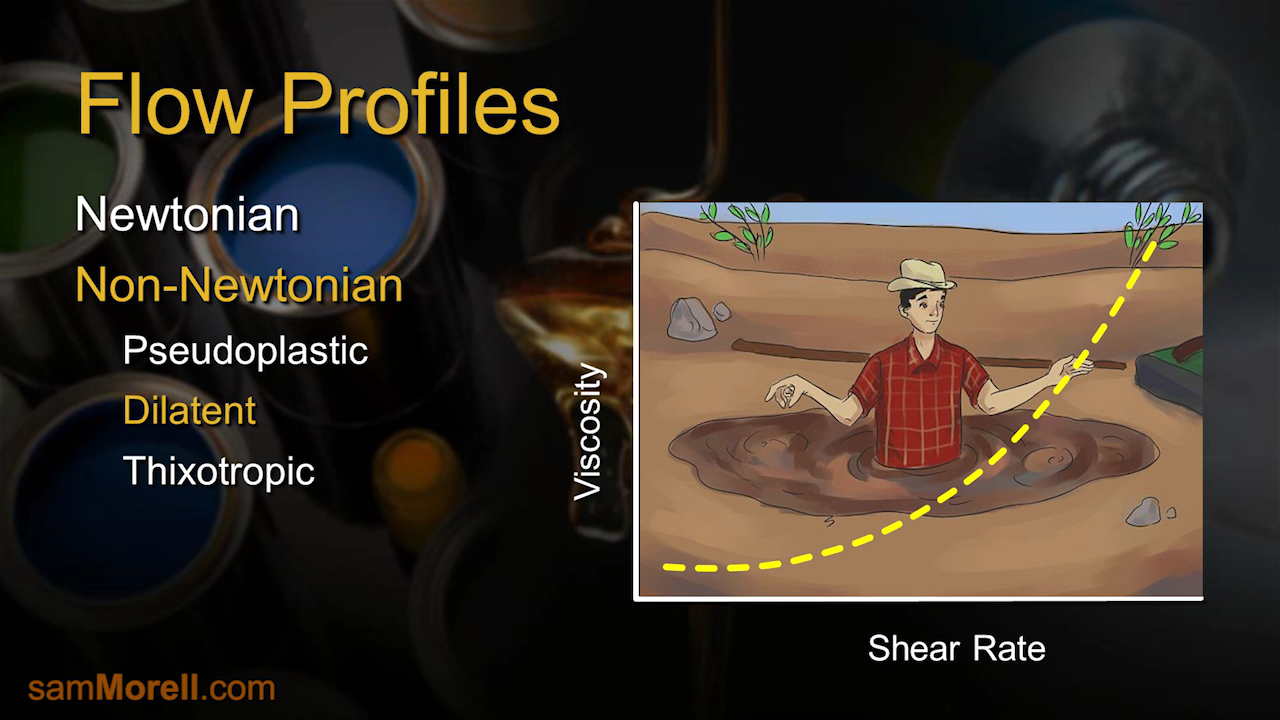 Flow Profiles
Newtonian
Non-Newtonian
Pseudoplastic
Dilatent
Thixotropic
Viscosity
Shear Rate
samMorell.com